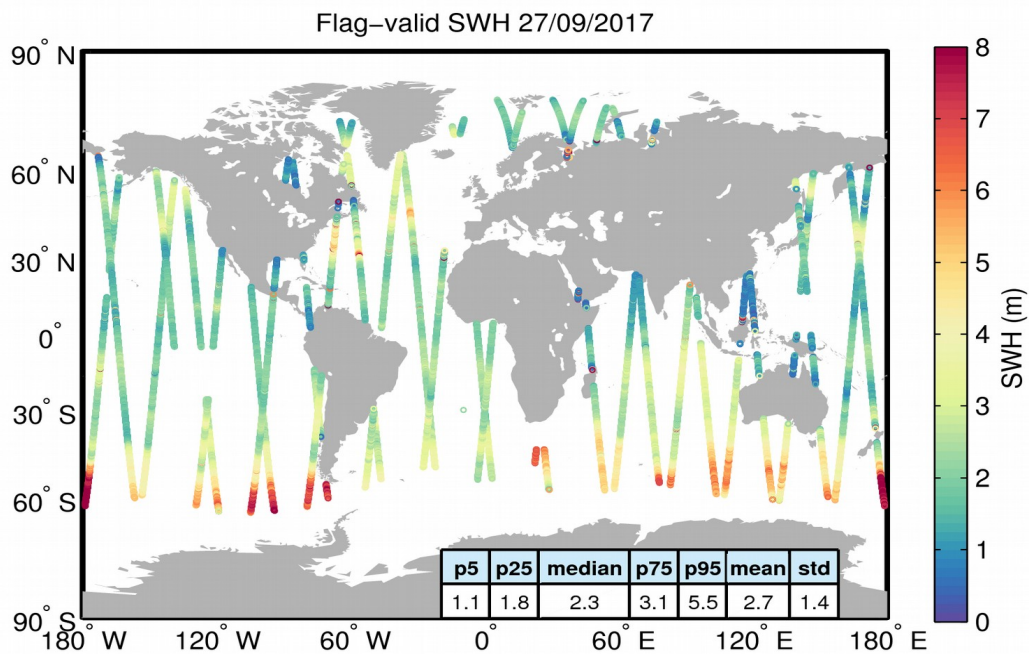 Flag−valid SWH 27/09/2017
90° N
60° N
30° N
0°
30° S
60° S
90° S
180° W
120° W
60° W
0°
60° E
120° E
180° E
p5 p25 median p75 p95 mean std
1.1 1.8 2.3 3.1 5.5 2.7 1.4
8
7
6
5
4
3
2
1
0
SWH (m)